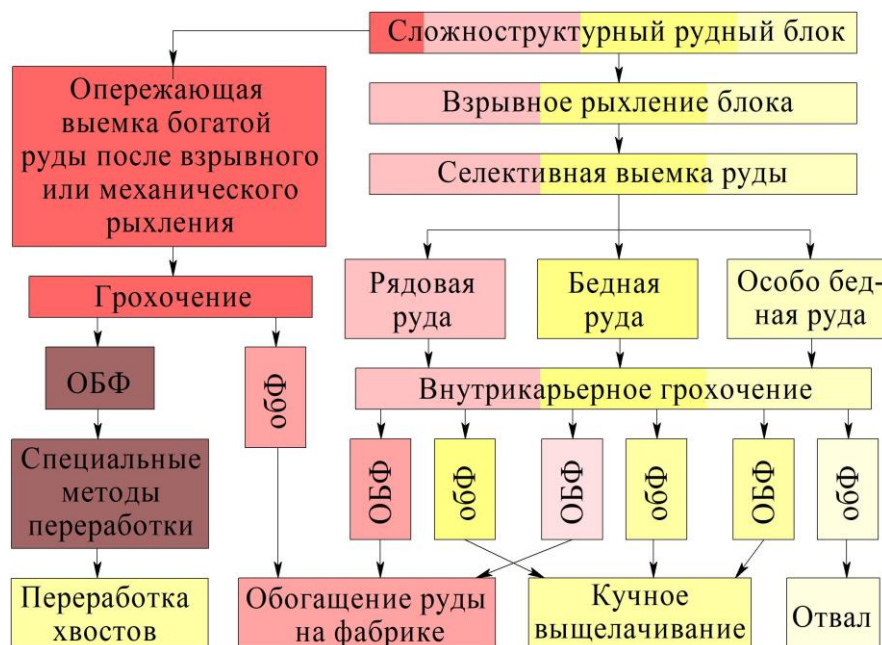 Сложноструктурный рудный блок
Опережающая
выемка богатой
руды после взрывного
или механического
рыхления
Взрывное рыхление блока
Селективная выемка руды
Грохочение
Рядовая
руда
Бедная
руда
Особо бед-
ная руда
ОБФ
обФ
Внутрикарьерное грохочение
Специальные
методы
переработки
ОБФ
обФ
ОБФ
обФ
ОБФ
обФ
Переработка
хвостов
Обогащение руды
на фабрике
Кучное
выщелачивание
Отвал